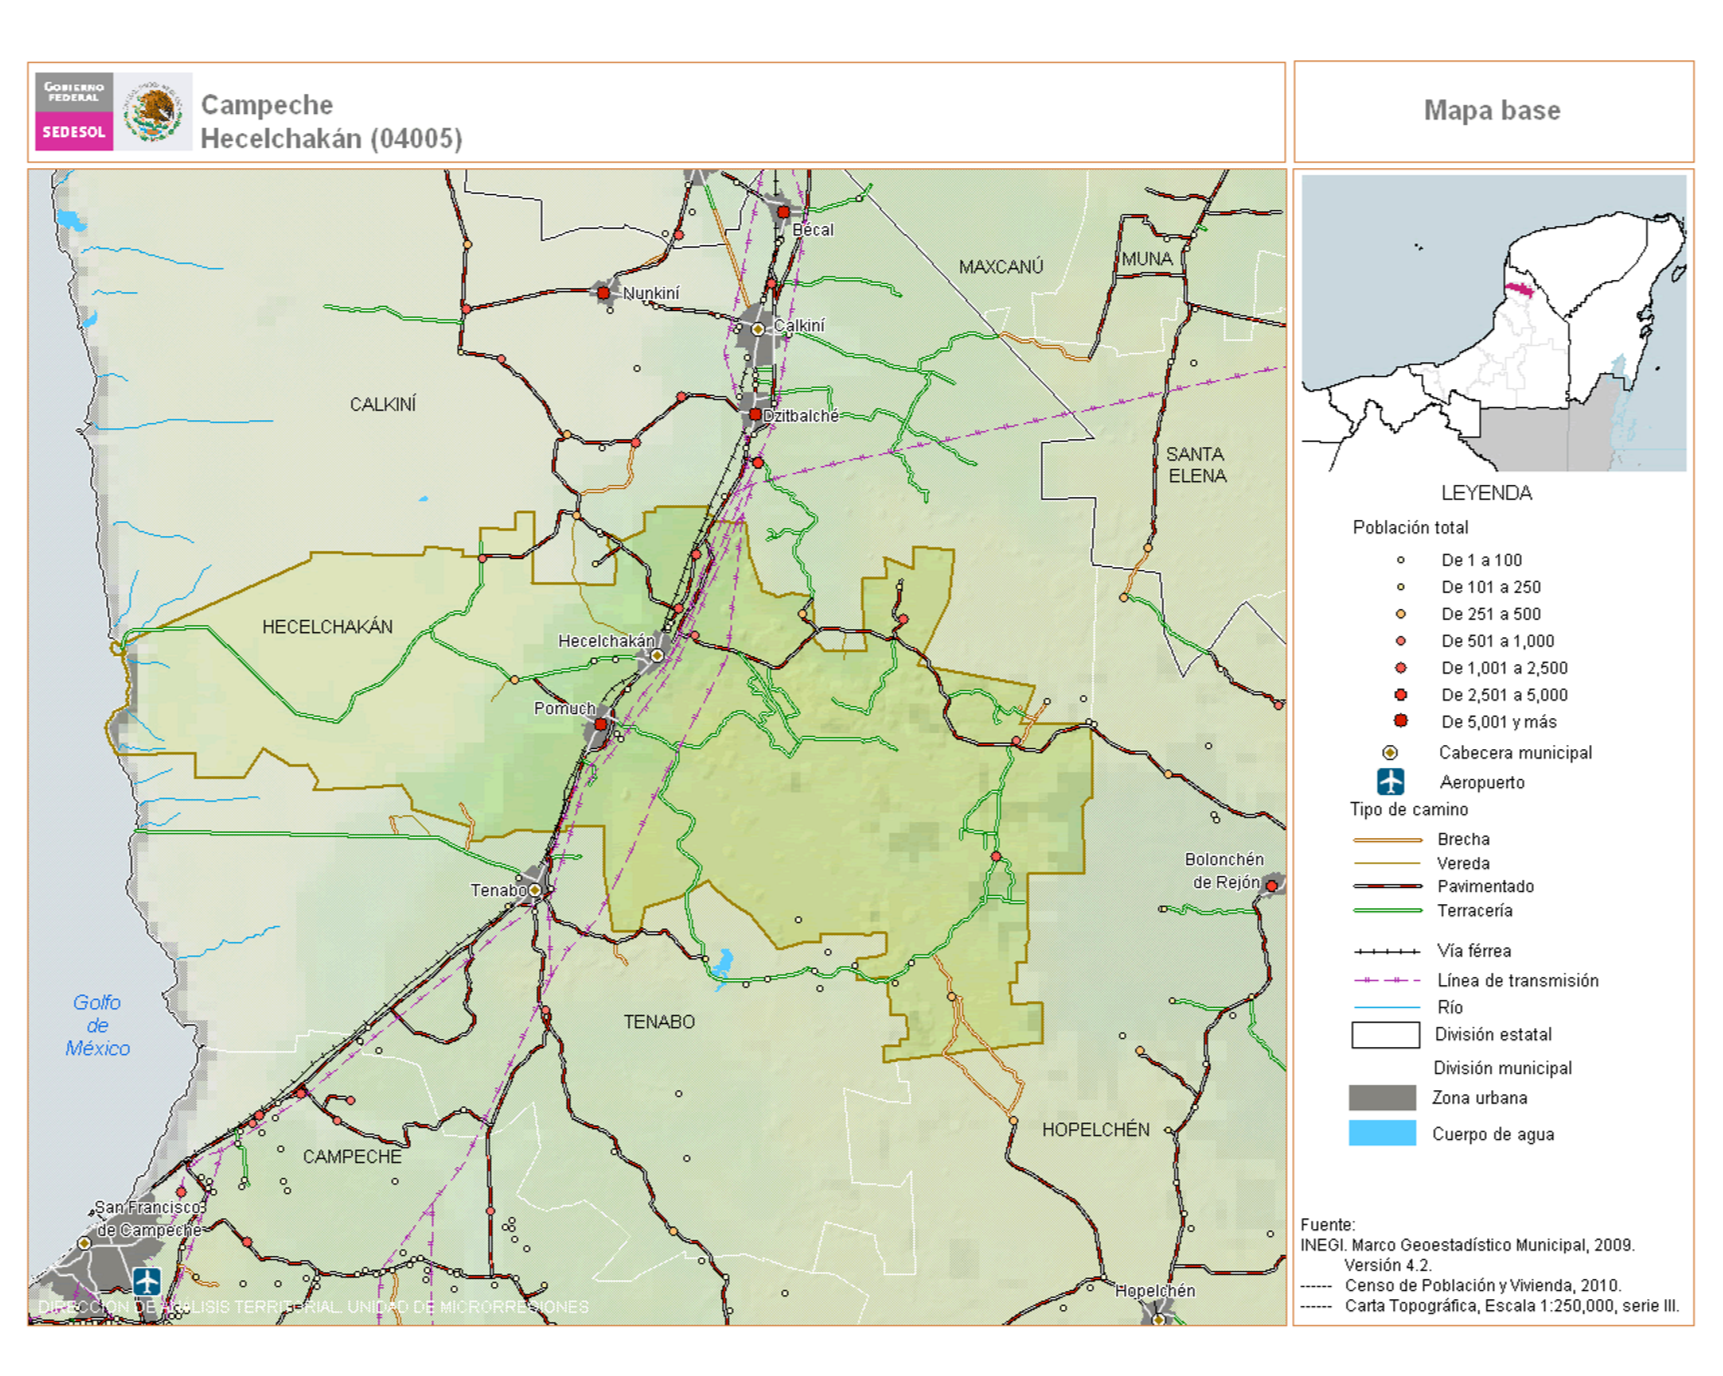 GOBIERNO
FEDERAL
SEDESOL
Campeche
Hecelchakán (04005)
Mapa base
Bécal
MAXCANÚ
MUNA
Nunkiní
Calkiní
CALKINÍ
Dzitbalché
SANTA
ELENA
HECELCHAKÁN
Hecelchakán
Pomuch
Bolonchén
de Rejón
Tenabo
Golfo
de
México
TENABO
HOPELCHÉN
CAMPECHE
San Francisco
de Campeche
Hopelchén
DIRECCIÓN DE ANÁLISIS TERRITORIAL. UNIDAD DE MICRORREGIONES
LEYENDA
Población total
De 1 a 100
De 101 a 250
De 251 a 500
De 501 a 1,000
De 1,001 a 2,500
De 2,501 a 5,000
De 5,001 y más
Cabecera municipal
Aeropuerto
Tipo de camino
Brecha
Vereda
Pavimentado
Terracería
Vía férrea
Línea de transmisión
Río
División estatal
División municipal
Zona urbana
Cuerpo de agua
Fuente:
INEGI. Marco Geoestadístico Municipal, 2009.
Versión 4.2.
------ Censo de Población y Vivienda, 2010.
------ Carta Topográfica, Escala 1:250,000, serie III.